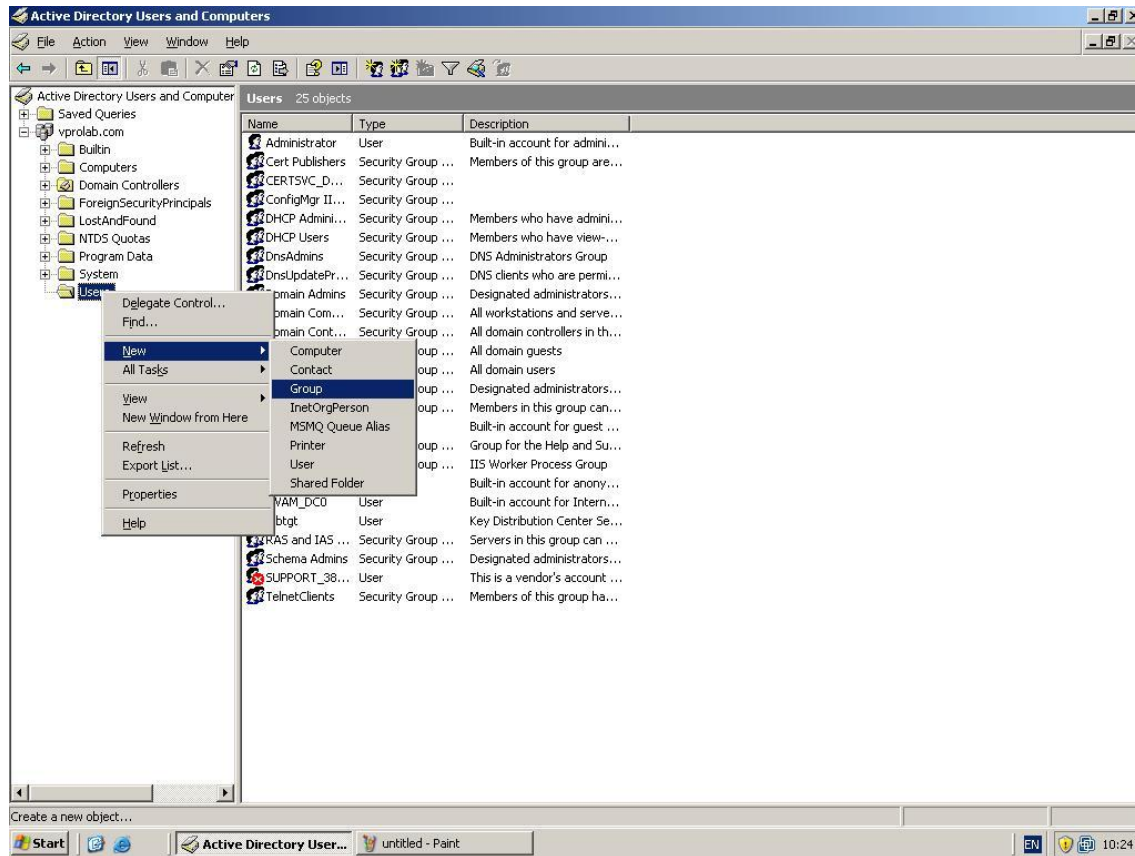 Active Directory Users and Computers
File Action View Window Help
Active Directory Users and Computer
Saved Queries
vprolab.com
Builtin
Computers
Domain Controllers
ForeignSecurityPrincipals
LostAndFound
NTDS Quotas
Program Data
System
Users 25 objects
Name Type Description
Administrator User Built-in account for admini...
Cert Publishers Security Group ... Members of this group are...
CERTSVC_D... Security Group ...
ConfigMgr II... Security Group ...
DHCP Admini... Security Group ... Members who have admini...
DHCP Users Security Group ... Members who have view-...
DnsAdmins Security Group ... DNS Administrators Group
DnsUpdatePr... Security Group ... DNS clients who are permi...
Admins Security Group ... Designated administrators...
Com... Security Group ... All workstations and serve...
Cont... Security Group ... All domain controllers in th...
... All domain guests
... All domain users
... Designated administrators...
... Members in this group can...
Built-in account for guest ...
... Group for the Help and Su...
... IIS Worker Process Group
Built-in account for anony...
User Built-in account for Intern...
User Key Distribution Center Se...
RAS and IAS ... Security Group ... Servers in this group can ...
Schema Admins Security Group ... Designated administrators...
SUPPORT_38... User This is a vendor's account ...
TelnetClients Security Group ... Members of this group ha...
Delegate Control...
Find...
New
All Tasks
View
New Window from Here
Refresh
Export List...
Properties
Help
Computer
Contact
Group
InetOrgPerson
MSMQ Queue Alias
Printer
User
Shared Folder
Create a new object...
Start Active Directory User... untitled - Paint EN 10:24